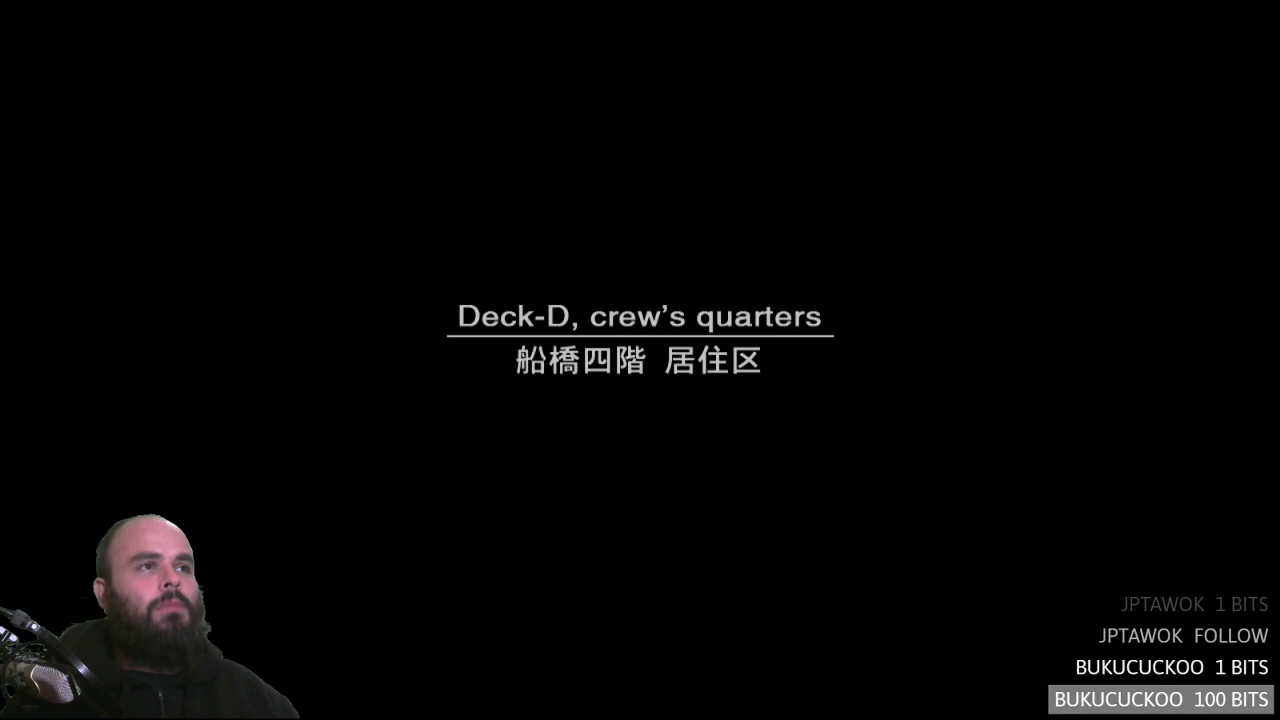 Deck-D, crew’s quarters
船橋四階 居住区
JPTAWOK 1 BITS
JPTAWOK FOLLOW
BUKUCUCKOO 1 BITS
BUKUCUCKOO 100 BITS